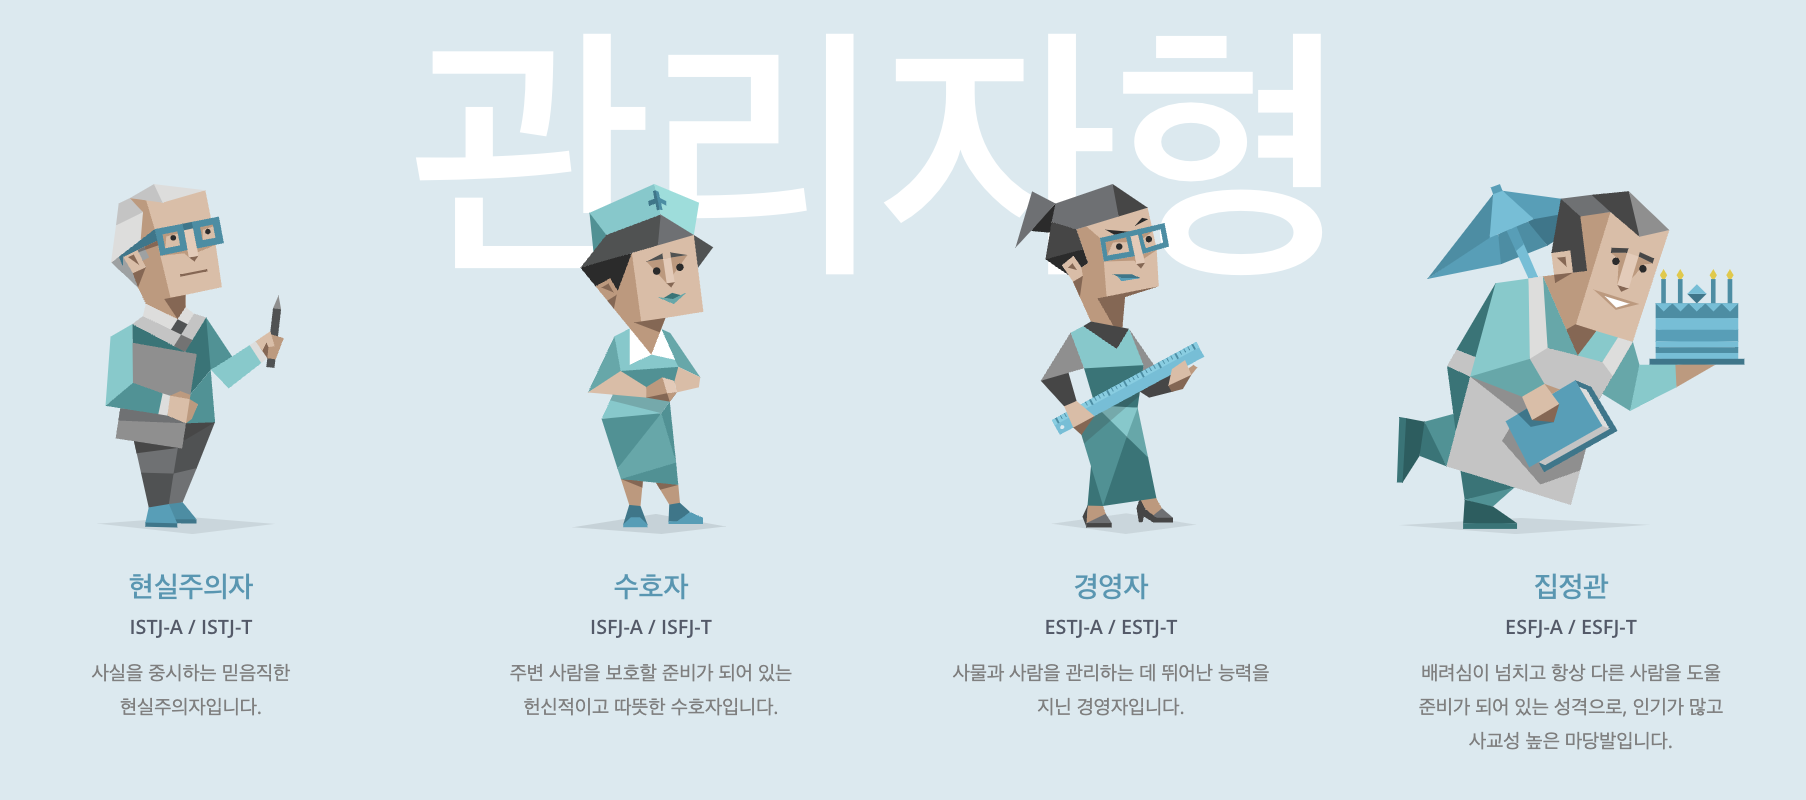 관리자형
현실주의자
ISTJ-A / ISTJ-T
사실을 중시하는 믿음직한
현실주의자입니다.
수호자
ISFJ-A / ISFJ-T
주변 사람을 보호할 준비가 되어 있는
헌신적이고 따뜻한 수호자입니다.
경영자
ESTJ-A / ESTJ-T
사물과 사람을 관리하는 데 뛰어난 능력을
지닌 경영자입니다.
집정관
ESFJ-A / ESFJ-T
배려심이 넘치고 항상 다른 사람을 도울
준비가 되어 있는 성격으로, 인기가 많고
사교성 높은 마당발입니다.